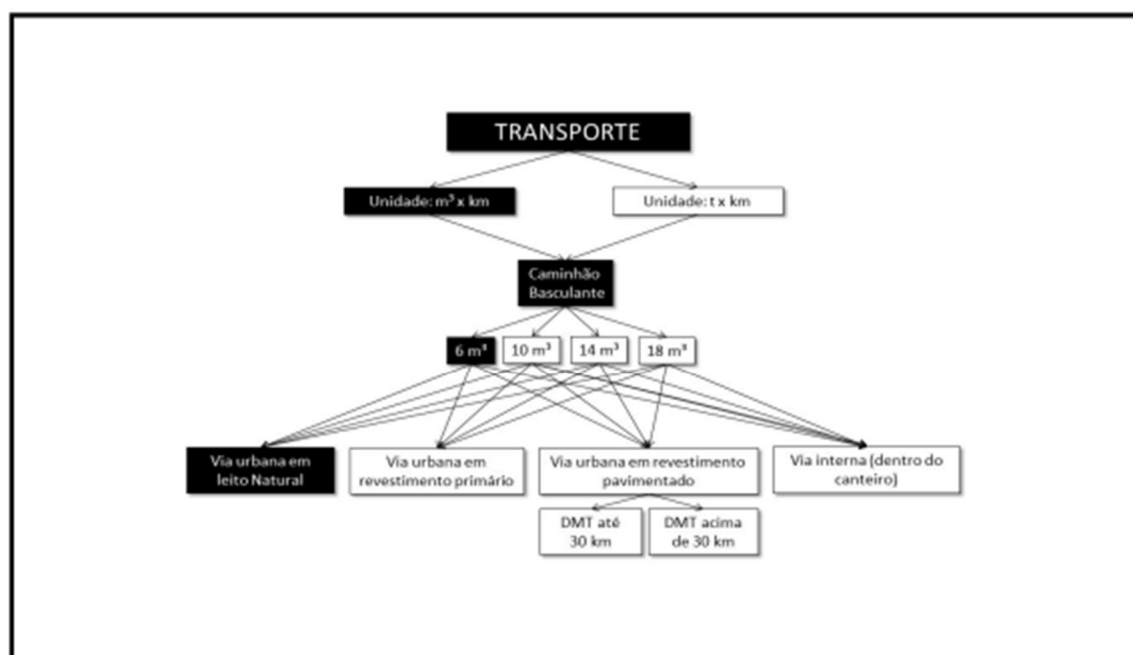 TRANSPORTE
Unidade: m³ x km
Unidade: t x km
Caminhão
Basculante
6 m³
10 m³
14 m³
18 m³
Via urbana em
leito Natural
Via urbana em
revestimento primário
Via urbana em revestimento
pavimentado
Via interna (dentro do
canteiro)
DMT até
30 km
DMT acima
de 30 km